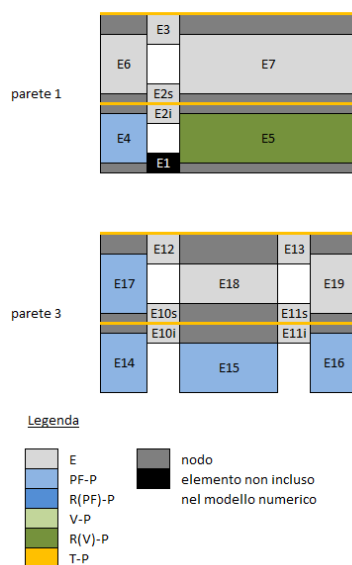 E3
E6
E7
parete 1
E2s
E2i
E4
E5
E1
E12
E13
E17
E18
E19
E10s
E11s
parete 3
E10i
E11i
E14
E15
E16
Legenda
E
nodo
PF-P
elemento non incluso
R(PF)-P
nel modello numerico
V-P
R(V)-P
T-P